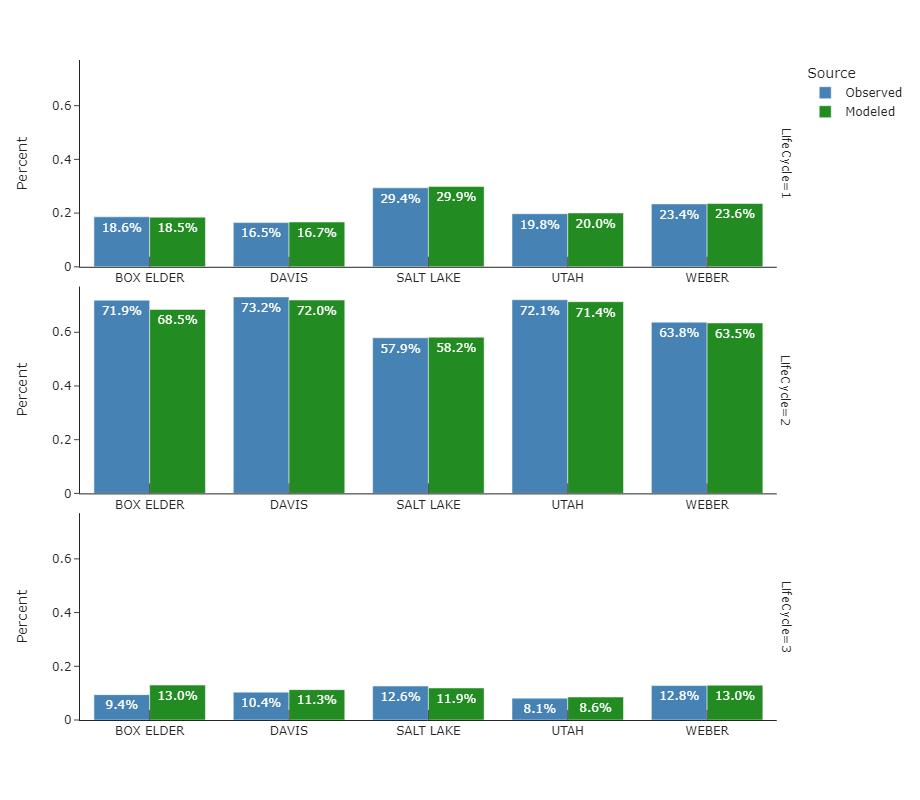 Source
Observed
Modeled
Percent
0.6
0.4
0.2
0
18.6% 18.5% 16.5% 16.7% 29.4% 29.9% 19.8% 20.0% 23.4% 23.6%
BOX ELDER DAVIS SALT LAKE UTAH WEBER
LIfeCycle=1
Percent
0.6
0.4
0.2
0
71.9% 68.5% 73.2% 72.0% 57.9% 58.2% 72.1% 71.4% 63.8% 63.5%
BOX ELDER DAVIS SALT LAKE UTAH WEBER
LIfeCycle=2
Percent
0.6
0.4
0.2
0
9.4% 13.0% 10.4% 11.3% 12.6% 11.9% 8.1% 8.6% 12.8% 13.0%
BOX ELDER DAVIS SALT LAKE UTAH WEBER
LIfeCycle=3